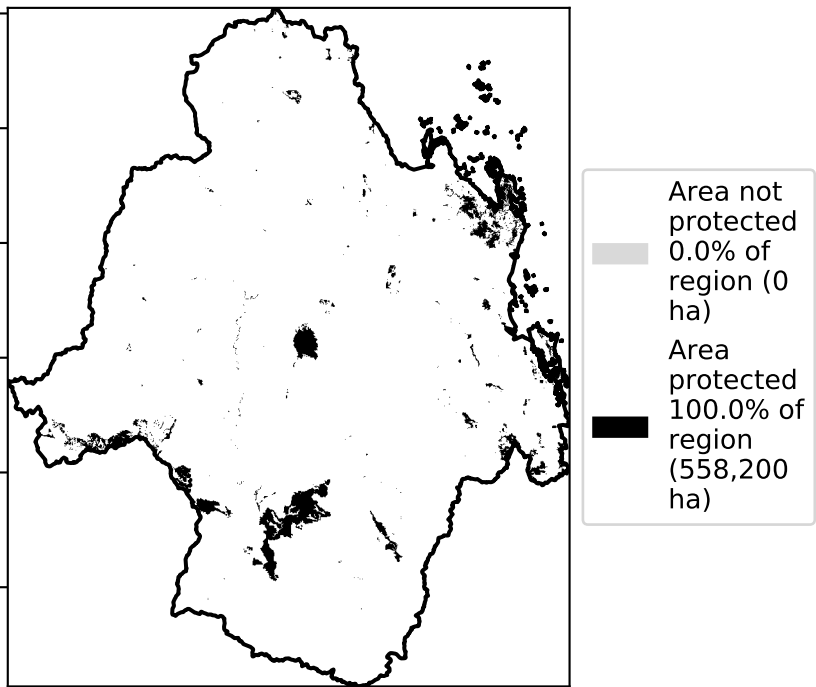 Area not
protected
0.0% of
region (0
ha)
Area
protected
100.0% of
region
(558,200
ha)